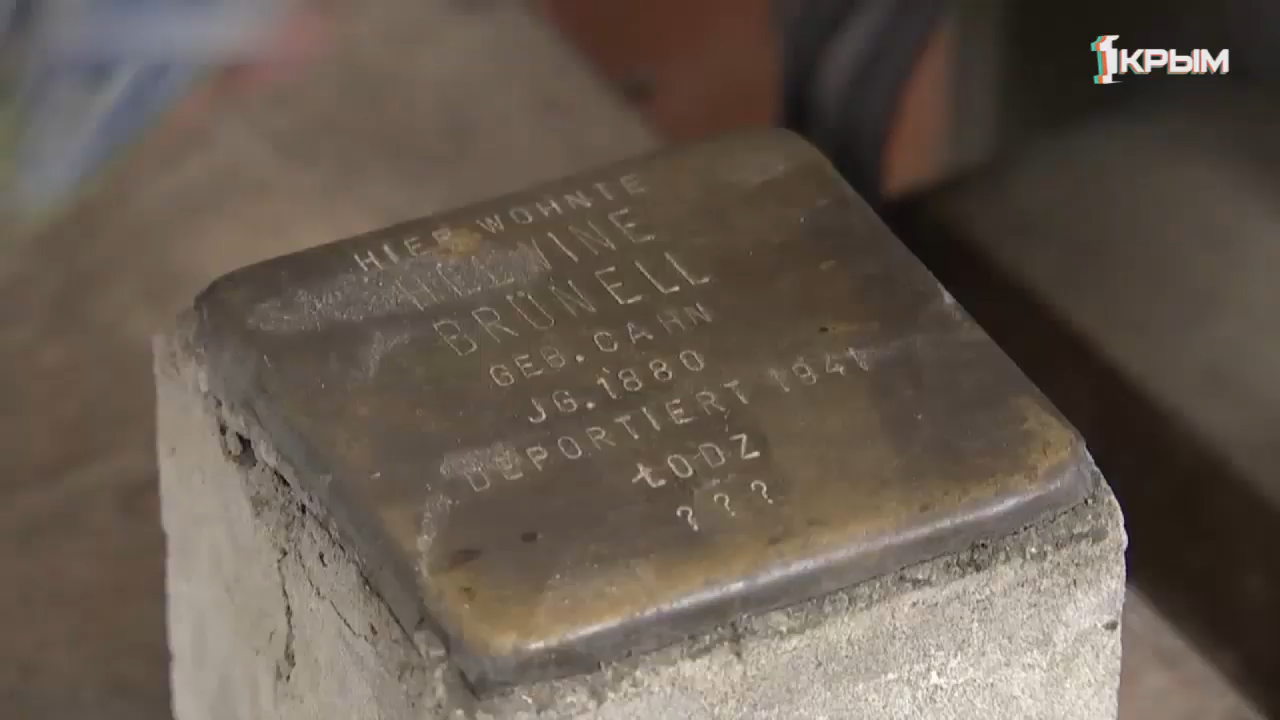 1КРЫМ
HIER WOHNTE
BRÜNELL
GEB. CAHN
JG. 1880
DEPORTIERT 1941
ŁODZ
? ? ?